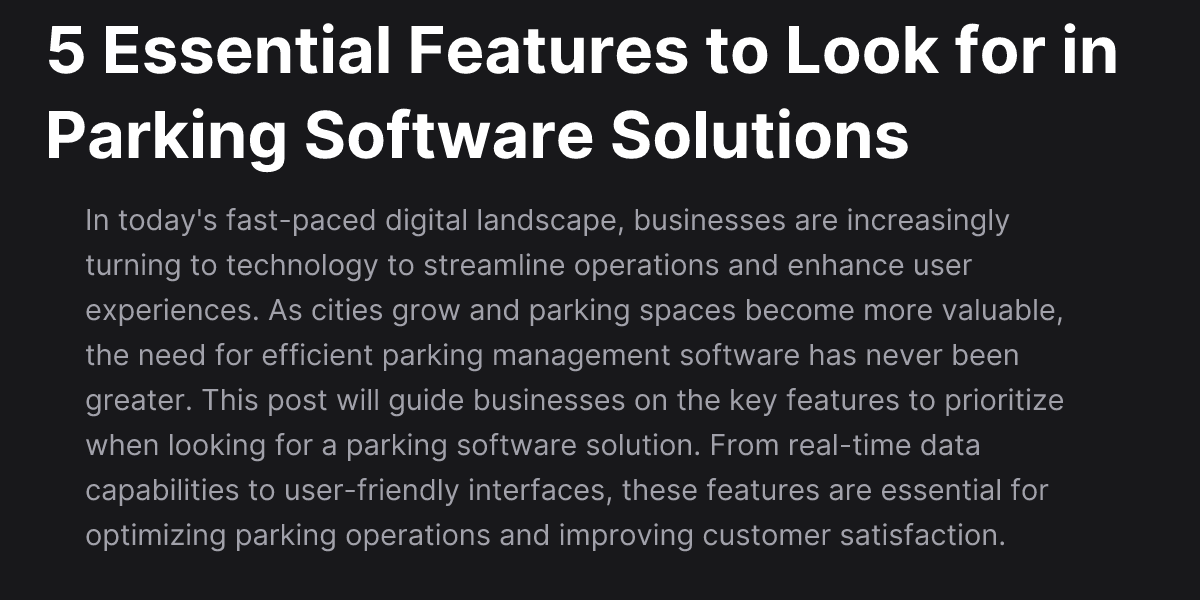 5 Essential Features to Look for in
Parking Software Solutions
In today's fast-paced digital landscape, businesses are increasingly
turning to technology to streamline operations and enhance user
experiences. As cities grow and parking spaces become more valuable,
the need for efficient parking management software has never been
greater. This post will guide businesses on the key features to prioritize
when looking for a parking software solution. From real-time data
capabilities to user-friendly interfaces, these features are essential for
optimizing parking operations and improving customer satisfaction.